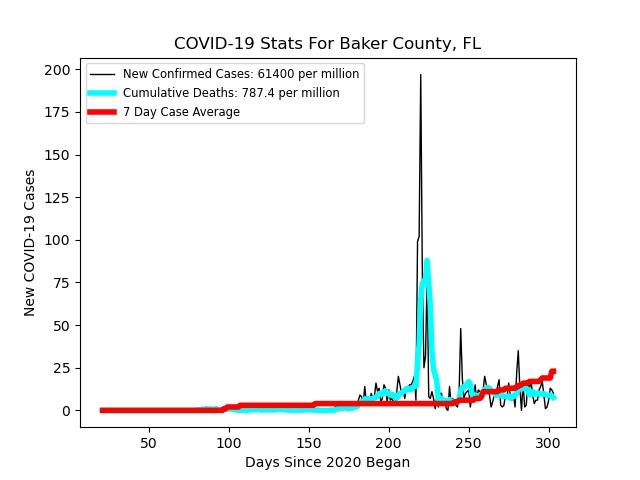 COVID-19 Stats For Baker County, FL
New Confirmed Cases: 61400 per million
Cumulative Deaths: 787.4 per million
7 Day Case Average
New COVID-19 Cases
200
175
150
125
100
75
50
25
0
50 100 150 200 250 300
Days Since 2020 Began